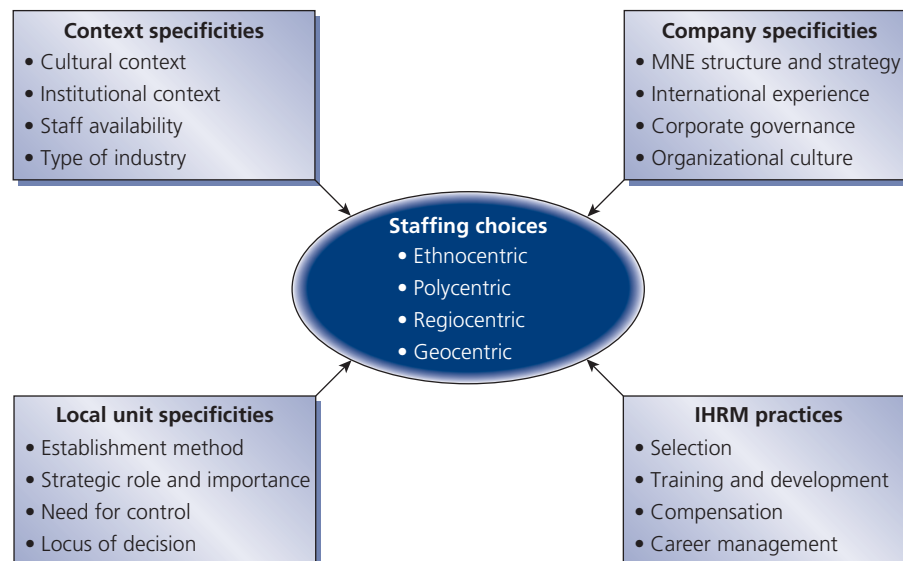 Context specificities
• Cultural context
• Institutional context
• Staff availability
• Type of industry
Company specificities
• MNE structure and strategy
• International experience
• Corporate governance
• Organizational culture
Staffing choices
• Ethnocentric
• Polycentric
• Regiocentric
• Geocentric
Local unit specificities
• Establishment method
• Strategic role and importance
• Need for control
• Locus of decision
IHRM practices
• Selection
• Training and development
• Compensation
• Career management